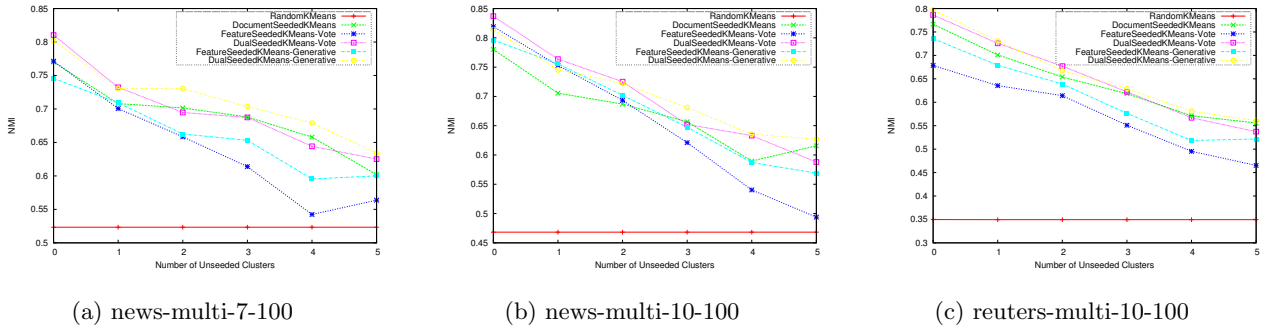 0.85
0.8
0.75
0.7
0.65
0.6
0.55
0.5
NMI
0 1 2 3 4 5
Number of Unseeded Clusters
RandomKMeans
DocumentSeededKMeans
FeatureSeededKMeans-Vote
DualSeededKMeans-Vote
FeatureSeededKMeans-Generative
DualSeededKMeans-Generative
(a) news-multi-7-100
0.85
0.8
0.75
0.7
0.65
0.6
0.55
0.5
0.45
NMI
0 1 2 3 4 5
Number of Unseeded Clusters
RandomKMeans
DocumentSeededKMeans
FeatureSeededKMeans-Vote
DualSeededKMeans-Vote
FeatureSeededKMeans-Generative
DualSeededKMeans-Generative
(b) news-multi-10-100
0.8
0.75
0.7
0.65
0.6
0.55
0.5
0.45
0.4
0.35
0.3
NMI
0 1 2 3 4 5
Number of Unseeded Clusters
RandomKMeans
DocumentSeededKMeans
FeatureSeededKMeans-Vote
DualSeededKMeans-Vote
FeatureSeededKMeans-Generative
DualSeededKMeans-Generative
(c) reuters-multi-10-100